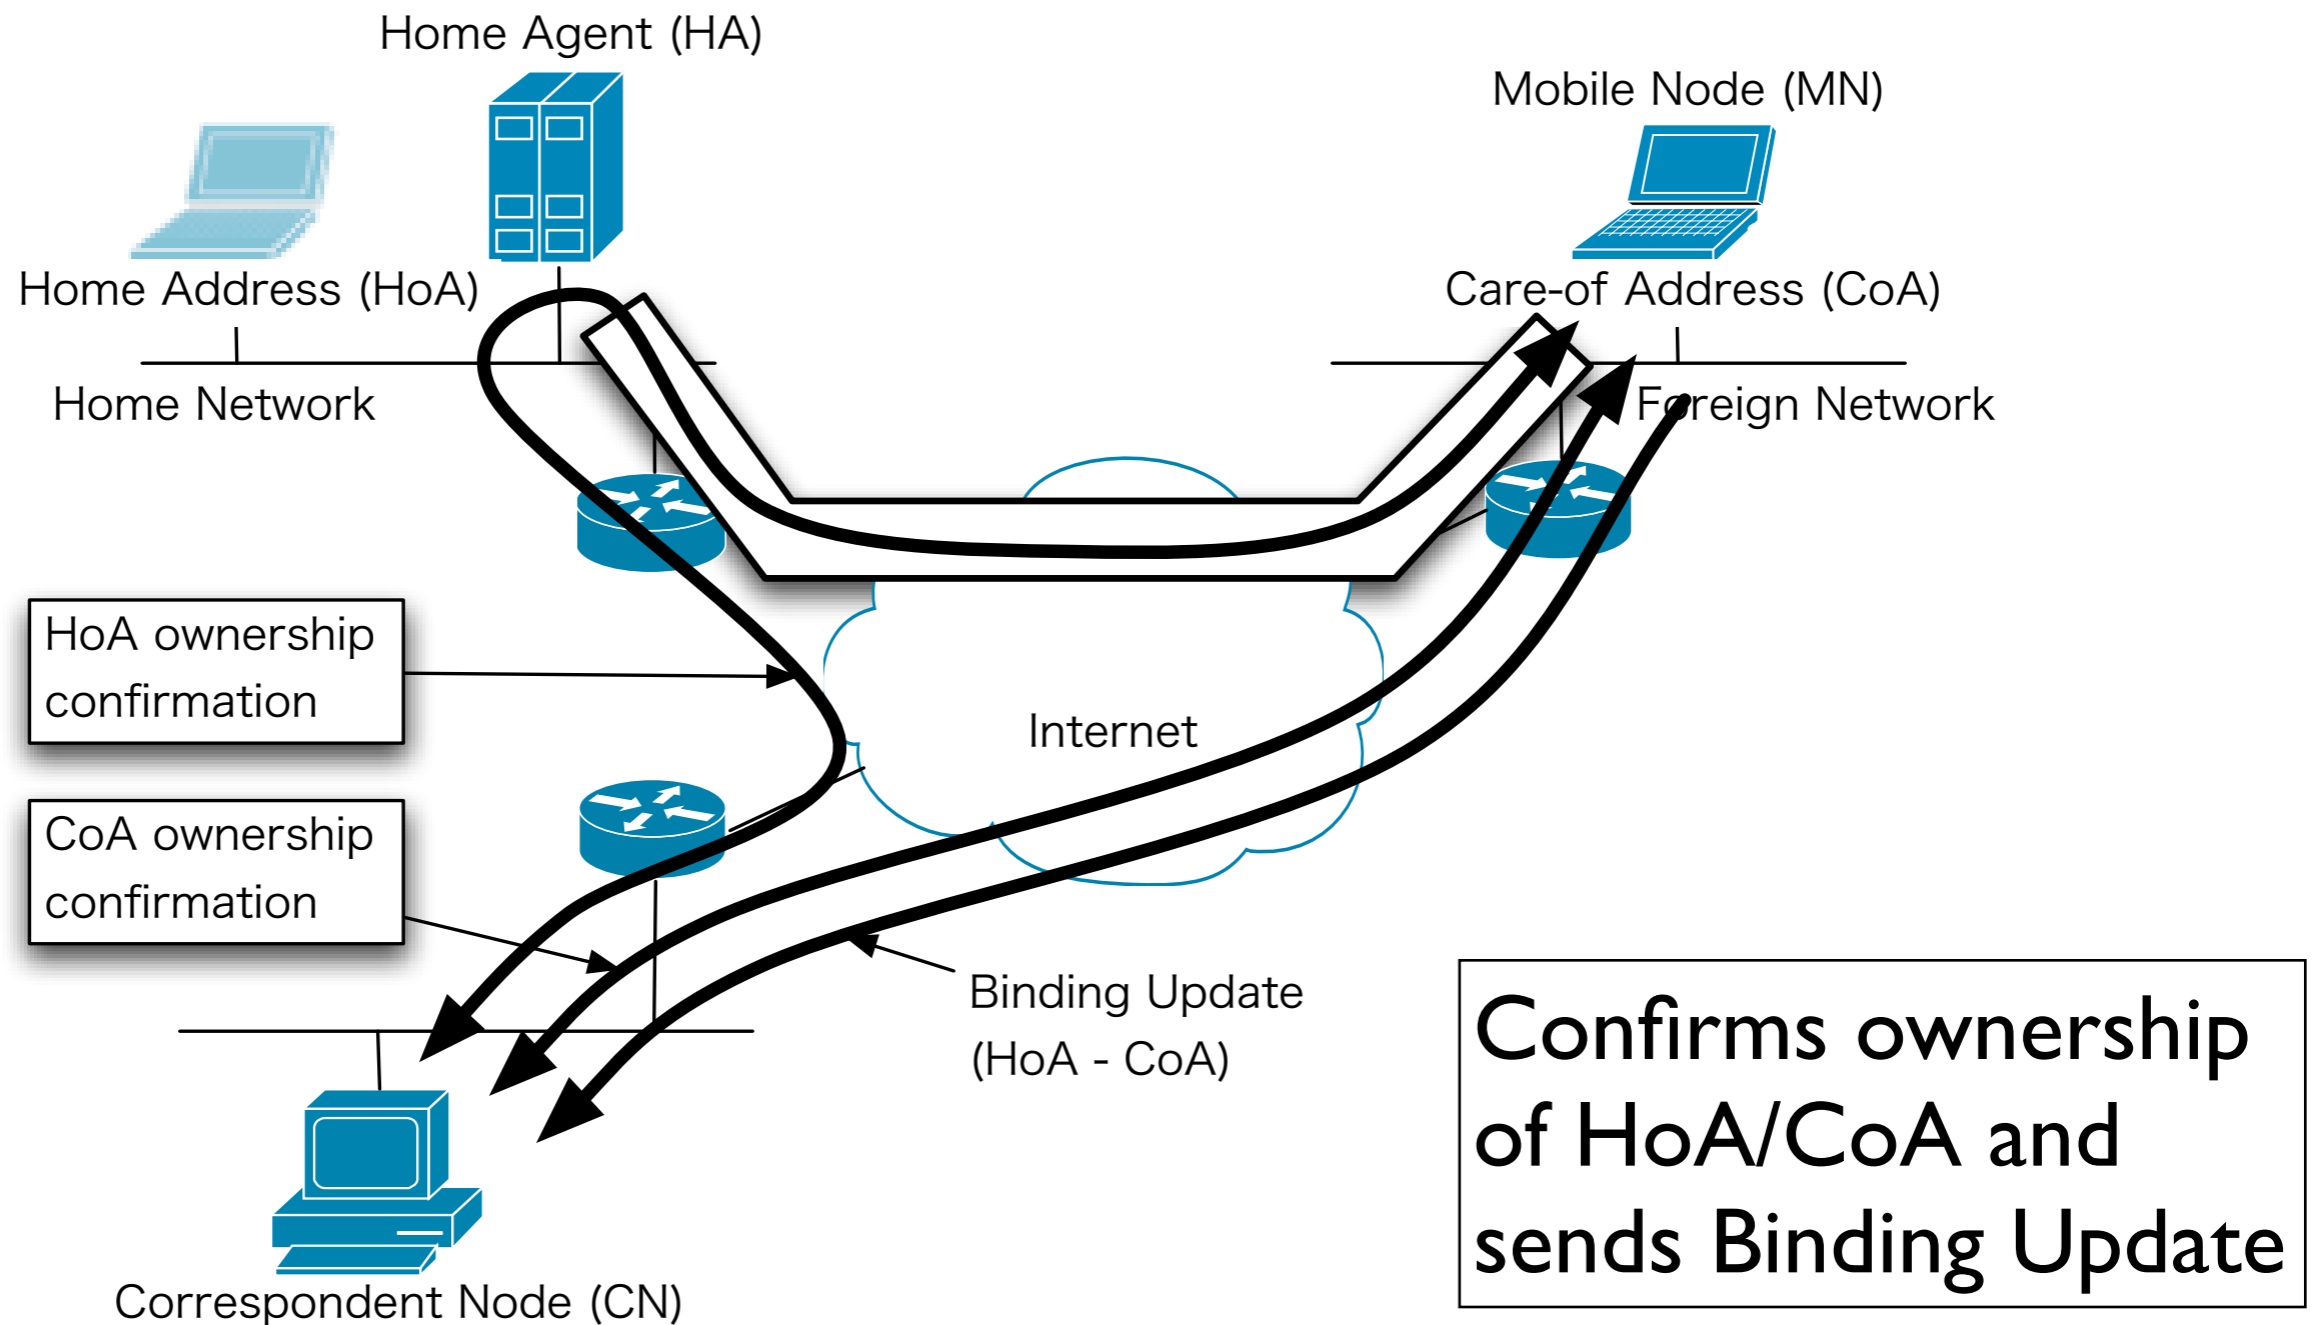 Home Agent (HA)
Mobile Node (MN)
Home Address (HoA)
Care-of Address (CoA)
Home Network
Foreign Network
HoA ownership
confirmation
Internet
CoA ownership
confirmation
Binding Update
(HoA - CoA)
Confirms ownership
of HoA/CoA and
sends Binding Update
Correspondent Node (CN)